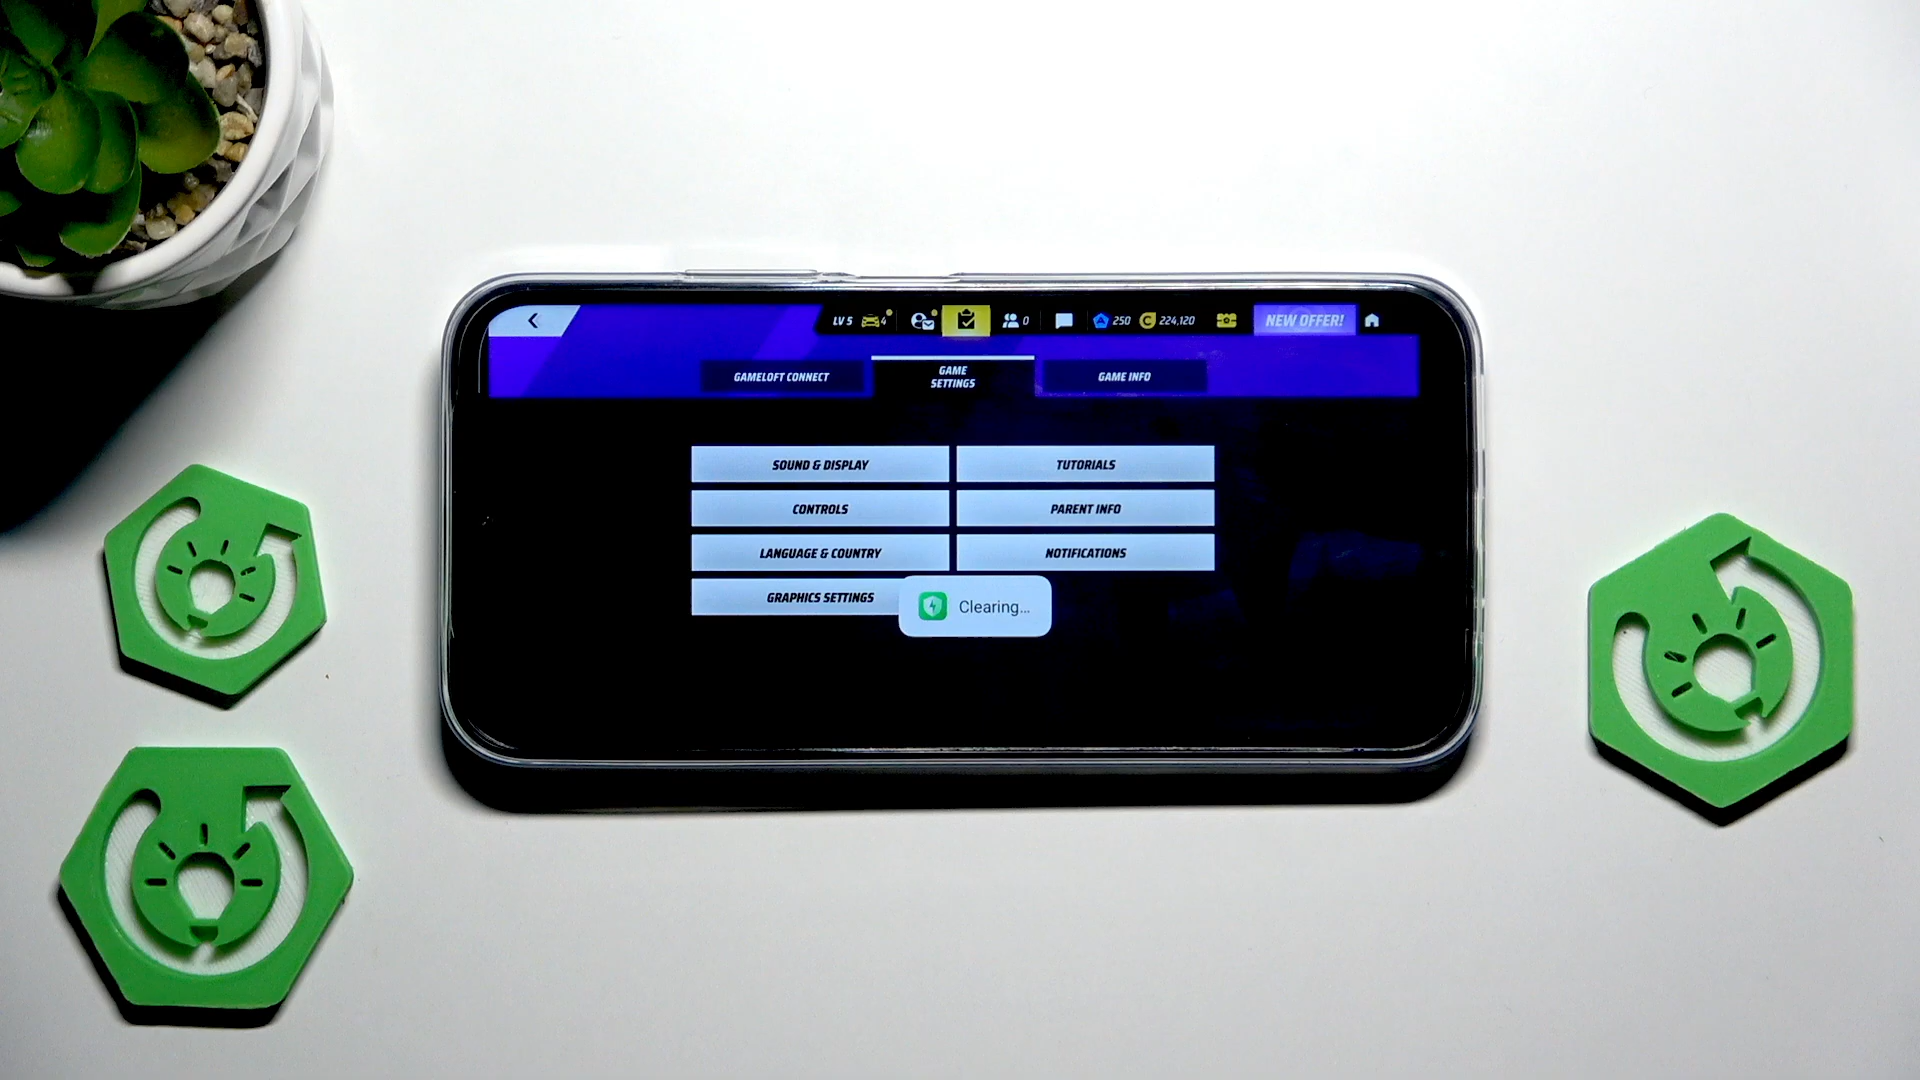 LV 5 4 0 250 224,120 NEW OFFER!
GAMELOFT CONNECT
GAME
SETTINGS
GAME INFO
SOUND & DISPLAY
TUTORIALS
CONTROLS
PARENT INFO
LANGUAGE & COUNTRY
NOTIFICATIONS
GRAPHICS SETTINGS
Clearing...